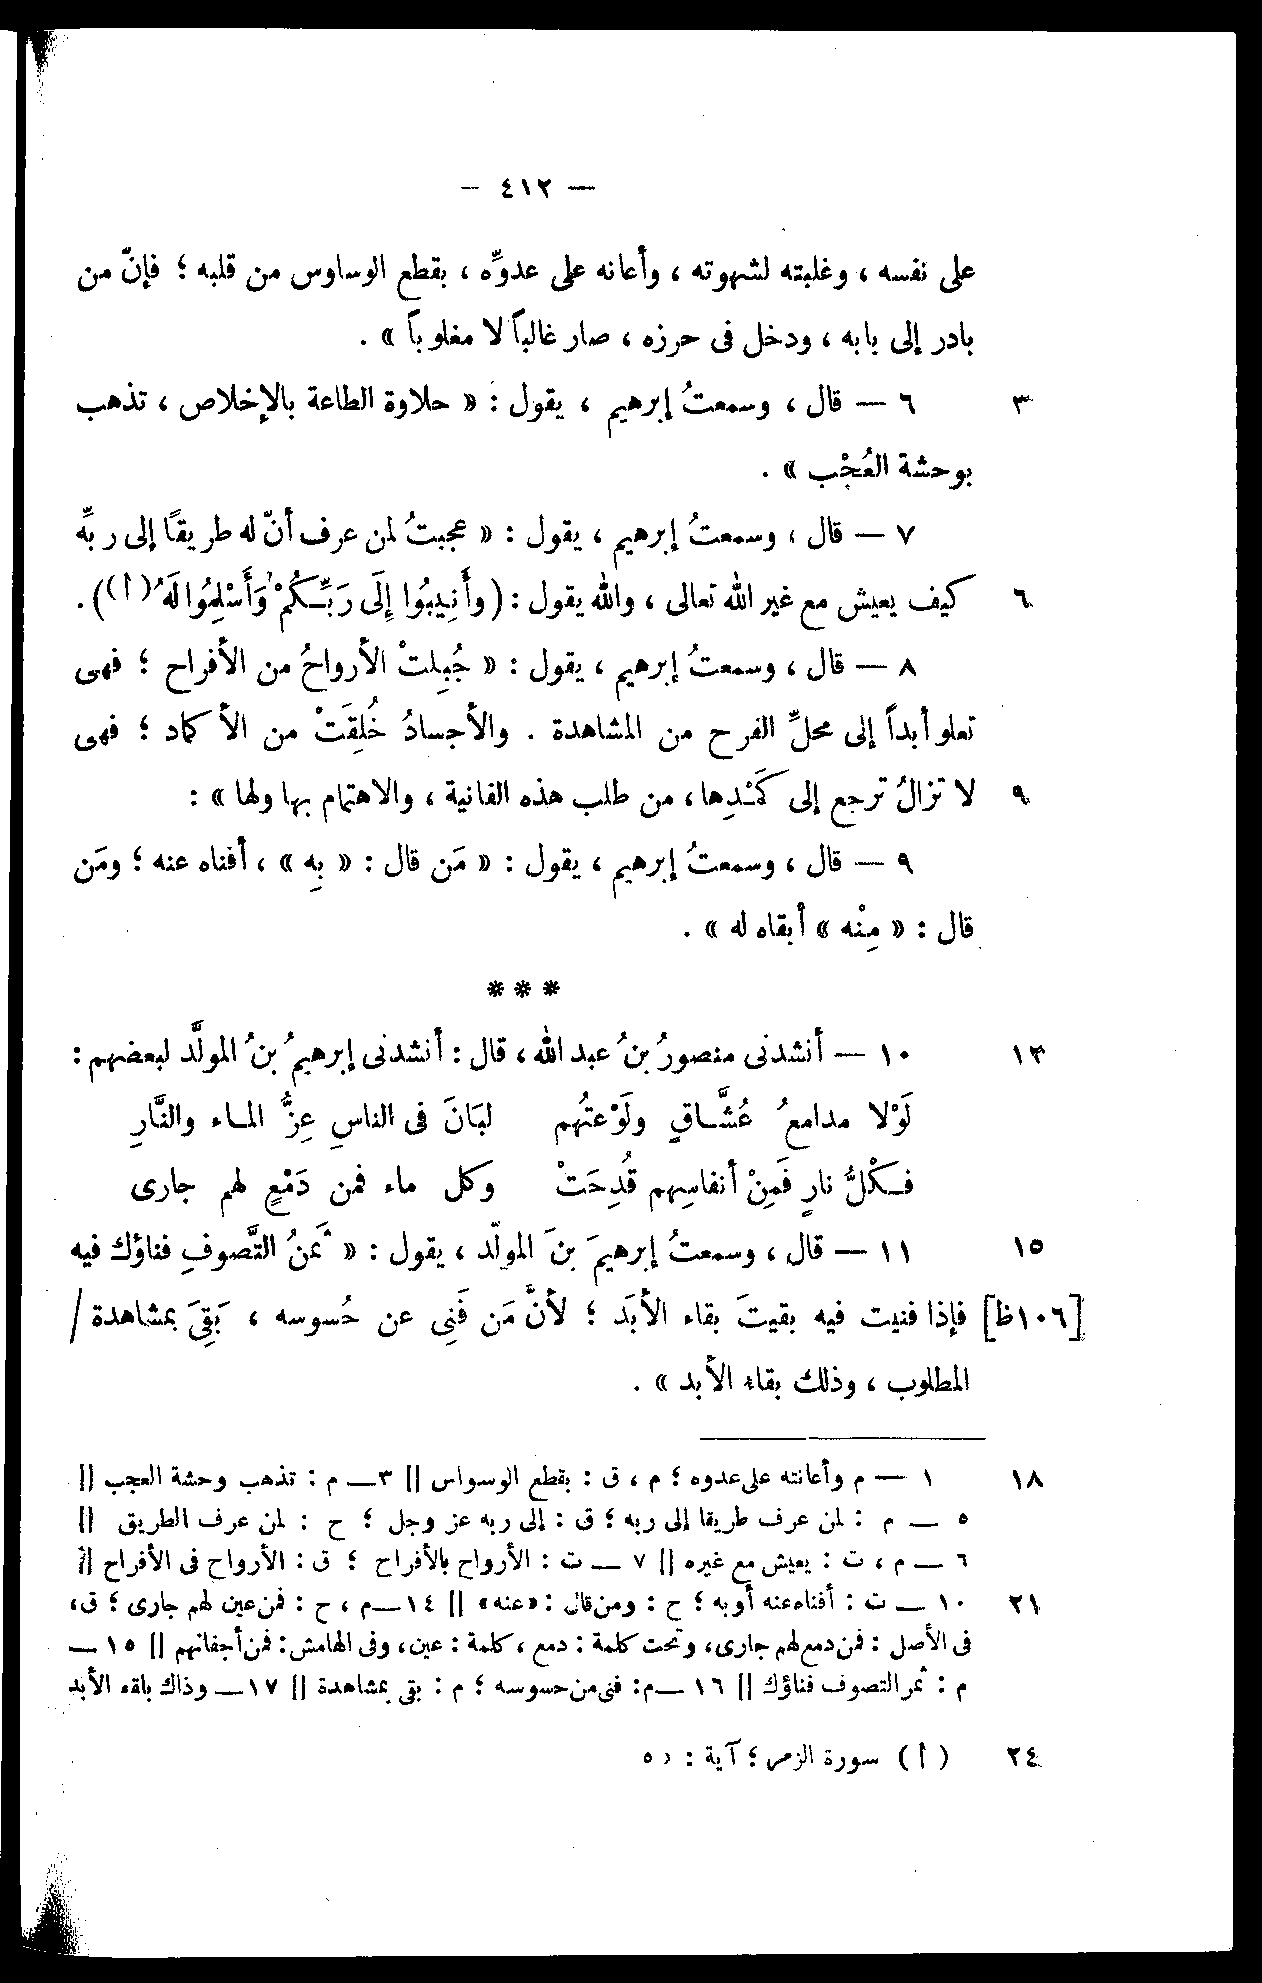 — ٤١٢ —
على نفسه ، وغلبته لشهوته ، وأعانه على عدوِّه ، بقطع الوساوس من قلبه ؛ فإنّ من
بادر إلى بابه ، ودخل فى حرزه ، صار غالباً لا مغلوباً » .
٣ ٦ — قال ، وسمعتُ إبرهيم ، يقول : « حلاوة الطاعة بالإخلاص ، تذهب
بوحشة العُجْب » .
٧ — قال ، وسمعتُ إبرهيم ، يقول : « عجبتُ لمن عرف أنّ له طريقًا إلى ربِّه
٦ كيف يعيش مع غير الله تعالى ، والله يقول : (وأَنِيبُوا إِلَى رَبِّكُمْ وَأَسْلِمُوا لَهُ(أ)) .
٨ — قال ، وسمعتُ إبرهيم ، يقول : « جُبِلتْ الأرواحُ من الأفراح ؛ فهى
تعلو أبداً إلى محلِّ الفرح من المشاهدة . والأجسادُ خُلِقَتْ من الأكماد ؛ فهى
٩ لا تزالُ ترجع إلى كَمْدِها، من طلب هذه الفانية ، والاهتمام بها ولها » :
٩ — قال ، وسمعتُ إبرهيم ، يقول : « مَن قال : « بِه » ، أفناه عنه ؛ ومَن
قال : « مِنْه » أبقاه له » .
***
١٣ ١٠ — أنشدنى منصورُ بنُ عبد الله ، قال : أنشدنى إبرهيمُ بنُ المولَّد لبعضهم :
لَوْلا مدامعُ عُشَّاقٍ ولَوْعتُهم لبَانَ فى الناسِ عِزُّ الماء والنَّارِ
فكلُّ نارٍ فَمِنْ أنفاسِهم قُدِحَتْ وكل ماء فمن دَمْعٍ لهم جارى
١٥ ١١ — قال ، وسمعتُ إبرهيمَ بنَ المولّد ، يقول : « ثمنُ التَّصوفِ فناؤك فيه
[١٠٦ظ] فإذا فنيت فيه بقيتَ بقاء الأبَد ؛ لأنَّ مَن فَنِى عن حُسوسه ، بَقِىَ بمشاهدة /
المطلوب ، وذلك بقاء الأبد » .
١٨ ١ — م وأعانته على عدوه ؛ م ، ق : بقطع الوسواس || ٣ — م : تذهب وحشة العجب ||
٥ — م : لمن عرف طريقا إلى ربه ؛ ق : إلى ربه عز وجل ؛ ح : لمن عرف الطريق ||
٦ — م ، ت : يعيش مع غيره || ٧ — ت : الأرواح بالأفراح ؛ ق : الأرواح فى الأفراح ||
٢١ ١٠ — ت : أفناه عنه أوبه ؛ ح : ومن قال : «عنه» || ١٤ — م ، ح : فمن عين لهم جارى ؛ ق ،
فى الأصل : فمن دمع لهم جارى، وتحت كلمة : دمع ، كلمة : عين، وفى الهامش : فمن أجفانهم || ١٥ —
م : ثمر التصوف فناؤك || ١٦ — م : فنى من حسوسه ؛ م : بقى بمشاهدة || ١٧ — وذاك باقه الأبد
٢٤ (أ) سورة الزمر ؛ آية :